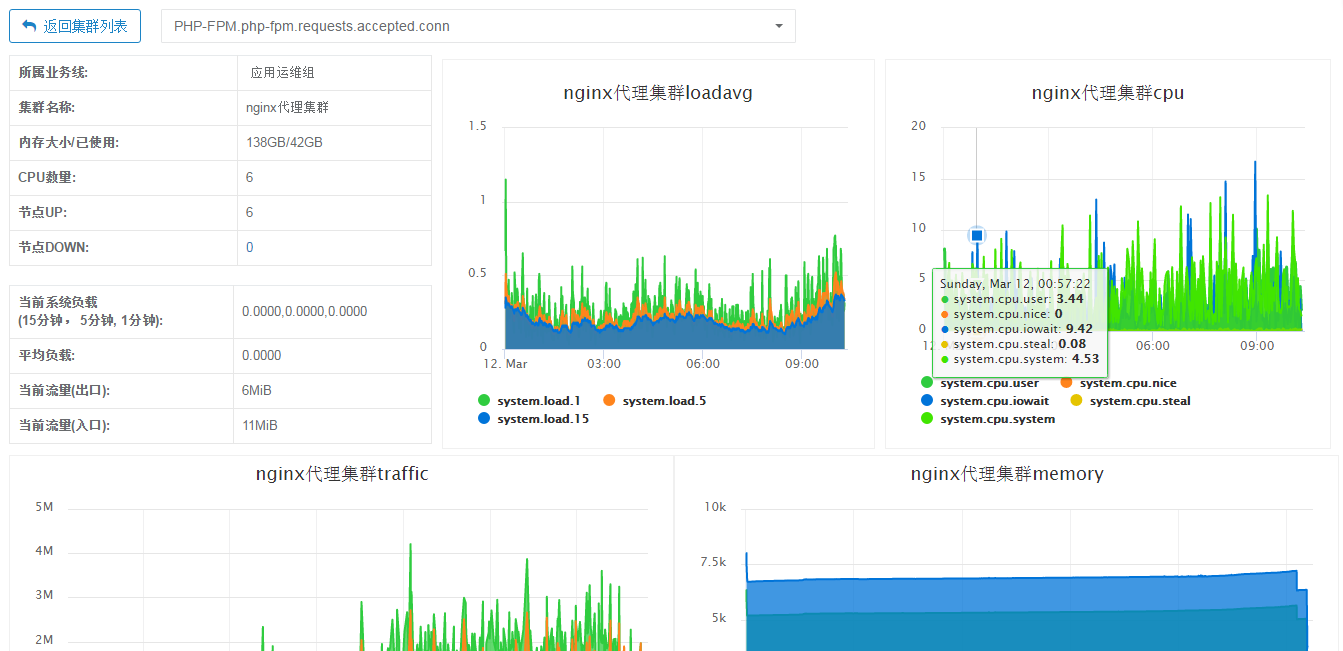 返回集群列表
PHP-FPM.php-fpm.requests.accepted.conn
所属业务线: 应用运维组
集群名称: nginx代理集群
内存大小/已使用: 138GB/42GB
CPU数量: 6
节点UP: 6
节点DOWN: 0
当前系统负载
(15分钟， 5分钟, 1分钟): 0.0000,0.0000,0.0000
平均负载: 0.0000
当前流量(出口): 6MiB
当前流量(入口): 11MiB
nginx代理集群loadavg
1.5
1
0.5
0
12. Mar 03:00 06:00 09:00
system.load.1 system.load.5
system.load.15
nginx代理集群cpu
20
15
10
5
0
Sunday, Mar 12, 00:57:22
system.cpu.user: 3.44
system.cpu.nice: 0
system.cpu.iowait: 9.42
system.cpu.steal: 0.08
system.cpu.system: 4.53
06:00 09:00
system.cpu.user system.cpu.nice
system.cpu.iowait system.cpu.steal
system.cpu.system
nginx代理集群traffic
5M
4M
3M
2M
nginx代理集群memory
10k
7.5k
5k